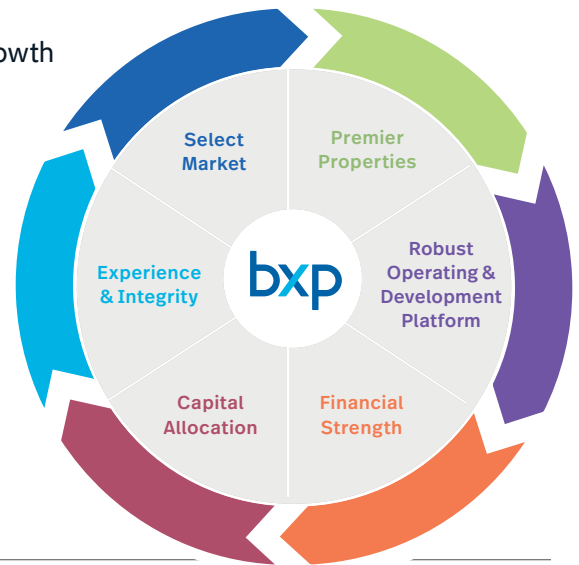 owth
Select
Market
Premier
Properties
Robust
Operating &
Development
Platform
Financial
Strength
Capital
Allocation
Experience
& Integrity
bxp